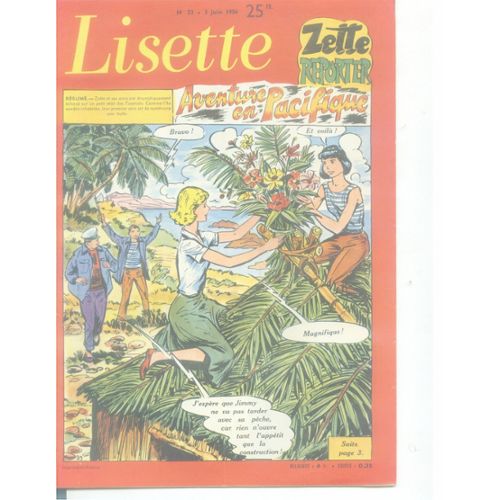 N° 23 - 3 Juin 1956 25 fr.
Lisette
Zette
REPORTER
Aventure
en Pacifique
Bravo !
Et voilà !
Magnifique !
J'espère que Jimmy
ne va pas tarder
avec sa pêche,
car rien n'ouvre
tant l'appétit
que la
construction !
Suite
page 3.